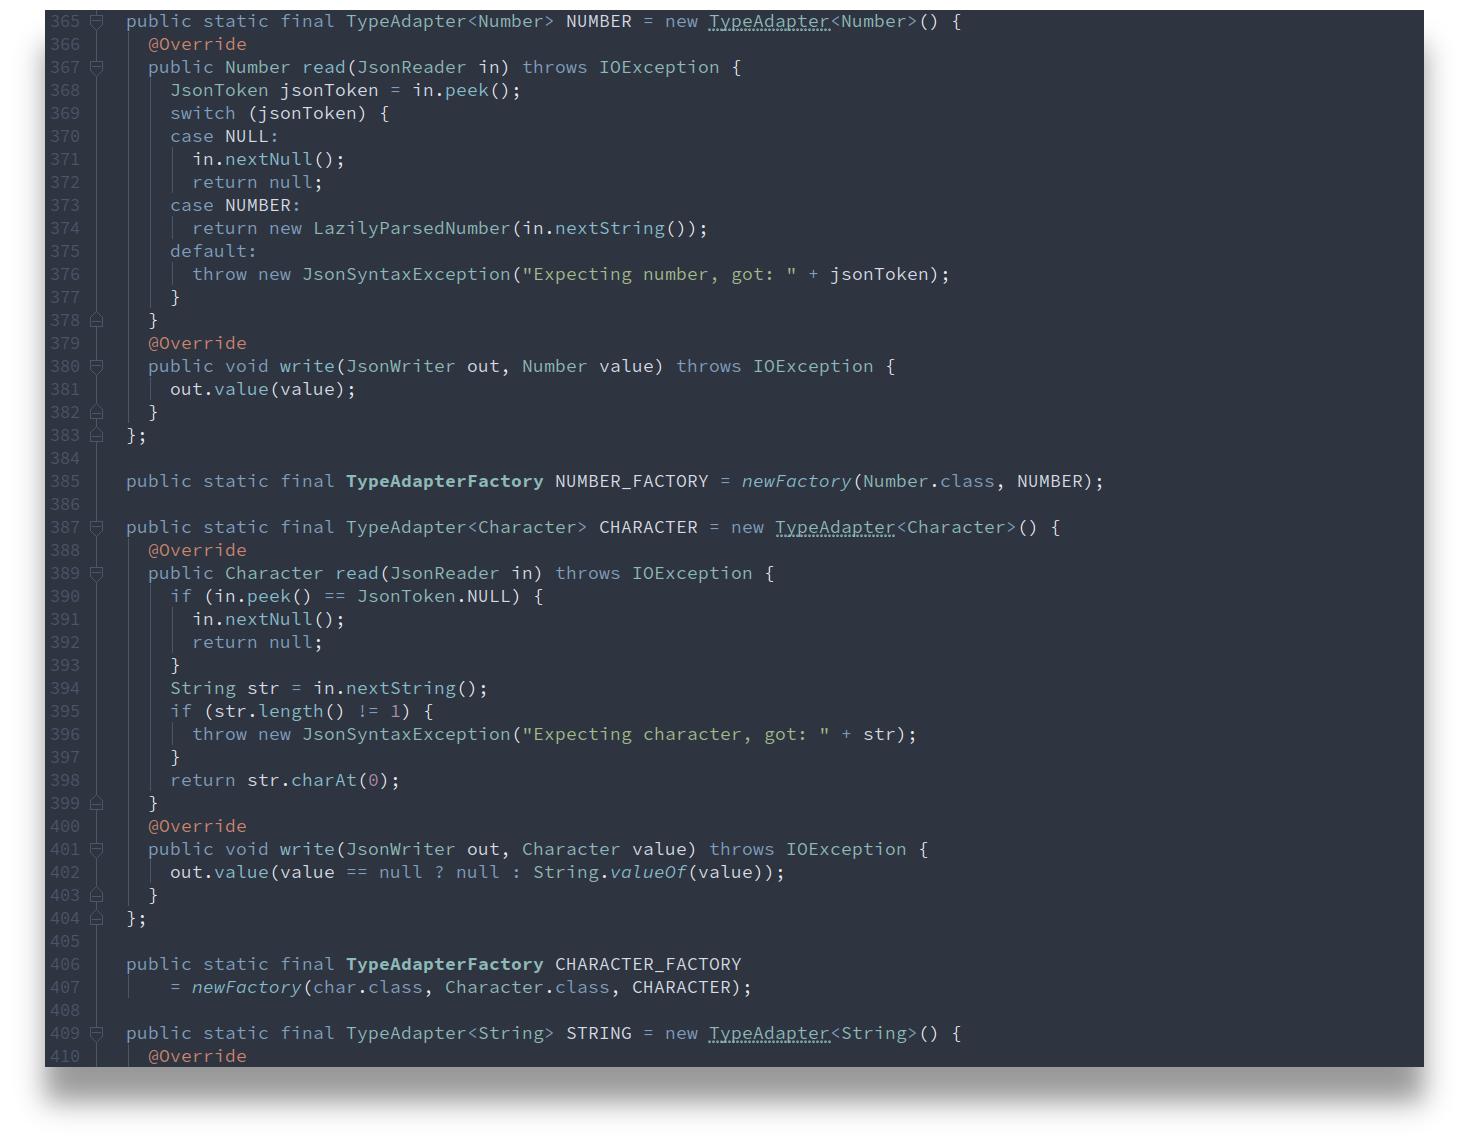 365 public static final TypeAdapter<Number> NUMBER = new TypeAdapter<Number>() {
366 @Override
367 public Number read(JsonReader in) throws IOException {
368 JsonToken jsonToken = in.peek();
369 switch (jsonToken) {
370 case NULL:
371 in.nextNull();
372 return null;
373 case NUMBER:
374 return new LazilyParsedNumber(in.nextString());
375 default:
376 throw new JsonSyntaxException("Expecting number, got: " + jsonToken);
377 }
378 }
379 @Override
380 public void write(JsonWriter out, Number value) throws IOException {
381 out.value(value);
382 }
383 };
384
385 public static final TypeAdapterFactory NUMBER_FACTORY = newFactory(Number.class, NUMBER);
386
387 public static final TypeAdapter<Character> CHARACTER = new TypeAdapter<Character>() {
388 @Override
389 public Character read(JsonReader in) throws IOException {
390 if (in.peek() == JsonToken.NULL) {
391 in.nextNull();
392 return null;
393 }
394 String str = in.nextString();
395 if (str.length() != 1) {
396 throw new JsonSyntaxException("Expecting character, got: " + str);
397 }
398 return str.charAt(0);
399 }
400 @Override
401 public void write(JsonWriter out, Character value) throws IOException {
402 out.value(value == null ? null : String.valueOf(value));
403 }
404 };
405
406 public static final TypeAdapterFactory CHARACTER_FACTORY
407 = newFactory(char.class, Character.class, CHARACTER);
408
409 public static final TypeAdapter<String> STRING = new TypeAdapter<String>() {
410 @Override